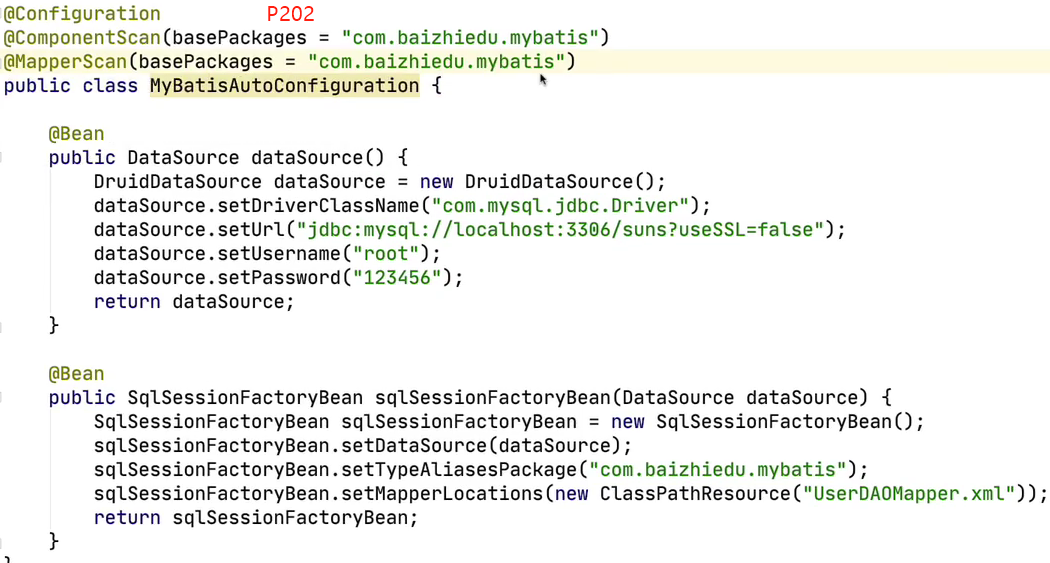 @Configuration P202
@ComponentScan(basePackages = "com.baizhiedu.mybatis")
@MapperScan(basePackages = "com.baizhiedu.mybatis")
public class MyBatisAutoConfiguration {
@Bean
public DataSource dataSource() {
DruidDataSource dataSource = new DruidDataSource();
dataSource.setDriverClassName("com.mysql.jdbc.Driver");
dataSource.setUrl("jdbc:mysql://localhost:3306/suns?useSSL=false");
dataSource.setUsername("root");
dataSource.setPassword("123456");
return dataSource;
}
@Bean
public SqlSessionFactoryBean sqlSessionFactoryBean(DataSource dataSource) {
SqlSessionFactoryBean sqlSessionFactoryBean = new SqlSessionFactoryBean();
sqlSessionFactoryBean.setDataSource(dataSource);
sqlSessionFactoryBean.setTypeAliasesPackage("com.baizhiedu.mybatis");
sqlSessionFactoryBean.setMapperLocations(new ClassPathResource("UserDAOMapper.xml"));
return sqlSessionFactoryBean;
}
}